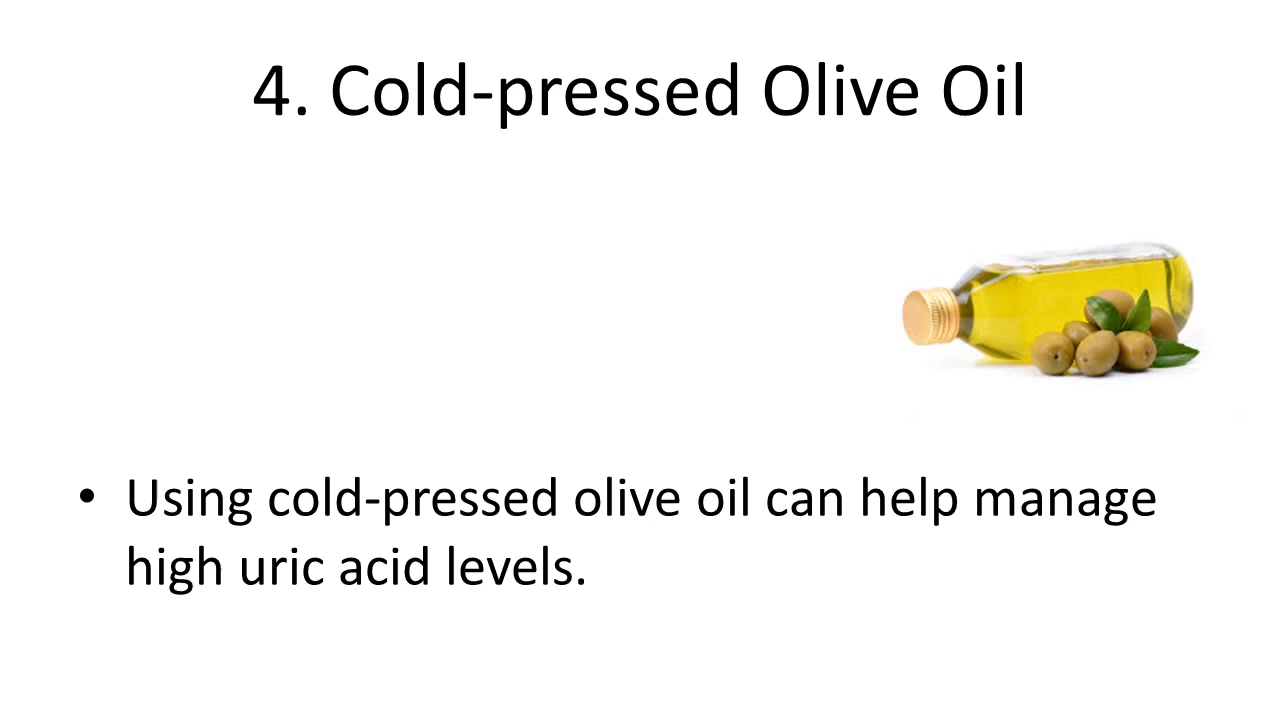 4. Cold-pressed Olive Oil
• Using cold-pressed olive oil can help manage
high uric acid levels.